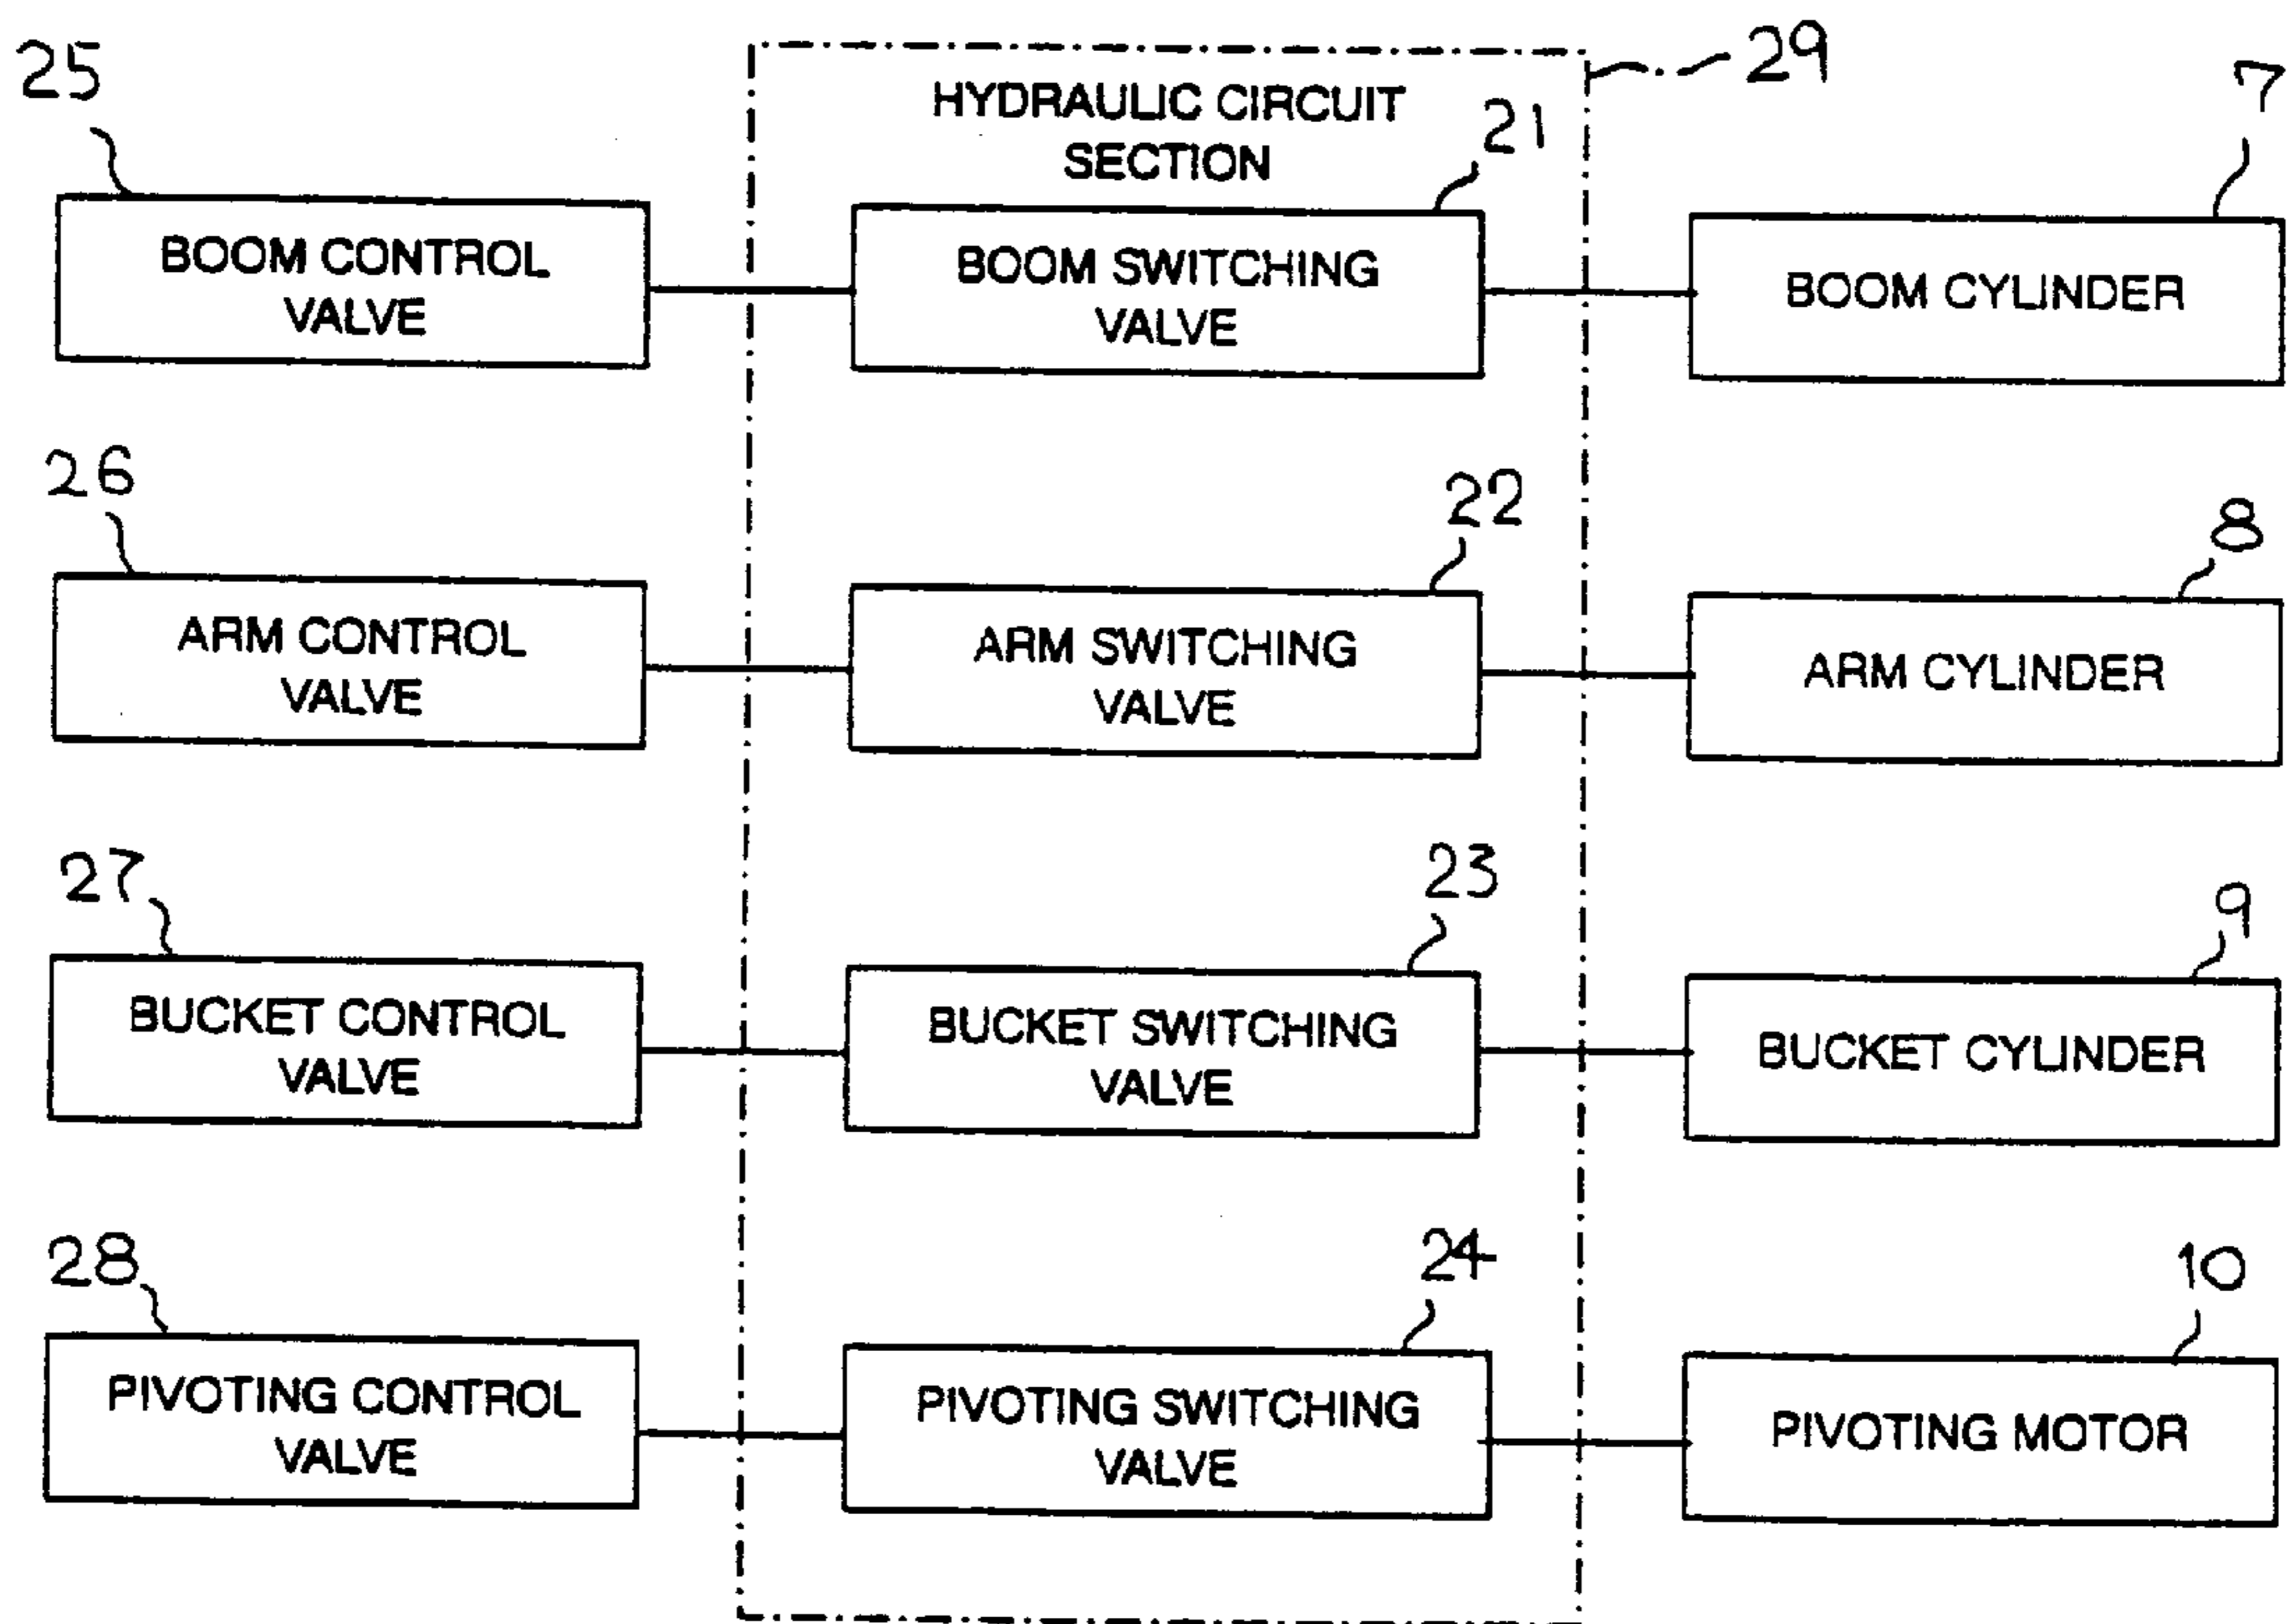 29
HYDRAULIC CIRCUIT
SECTION
25
21
7
BOOM CONTROL
VALVE
BOOM SWITCHING
VALVE
BOOM CYLINDER
26
22
8
ARM CONTROL
VALVE
ARM SWITCHING
VALVE
ARM CYLINDER
27
23
9
BUCKET CONTROL
VALVE
BUCKET SWITCHING
VALVE
BUCKET CYLINDER
28
24
10
PIVOTING CONTROL
VALVE
PIVOTING SWITCHING
VALVE
PIVOTING MOTOR